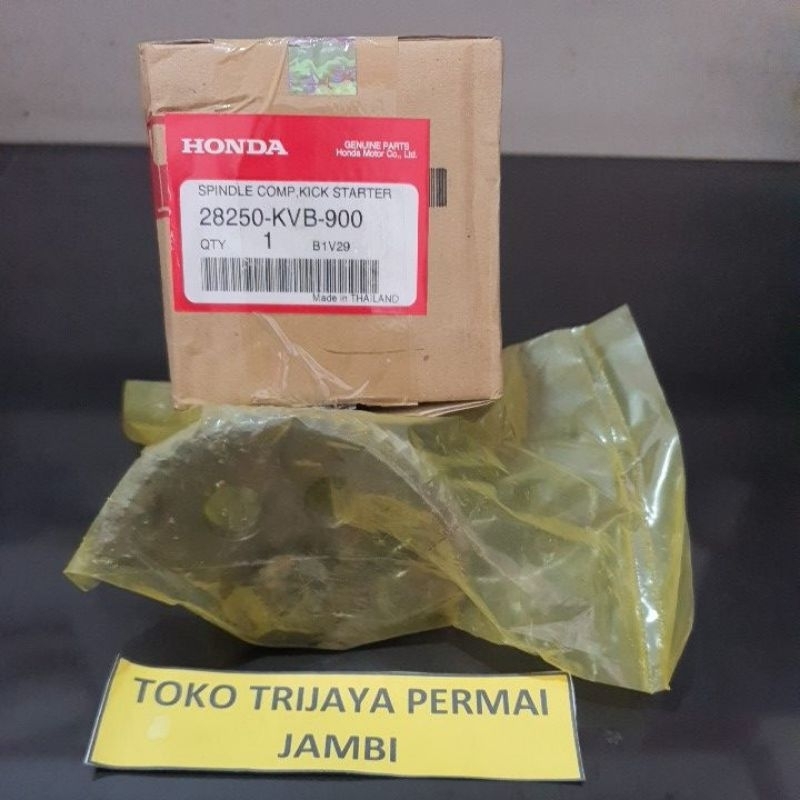 HONDA
GENUINE PARTS
Honda Motor Co., Ltd.
SPINDLE COMP,KICK STARTER
28250-KVB-900
QTY 1 B1V29
Made in THAILAND
TOKO TRIJAYA PERMAI
JAMBI